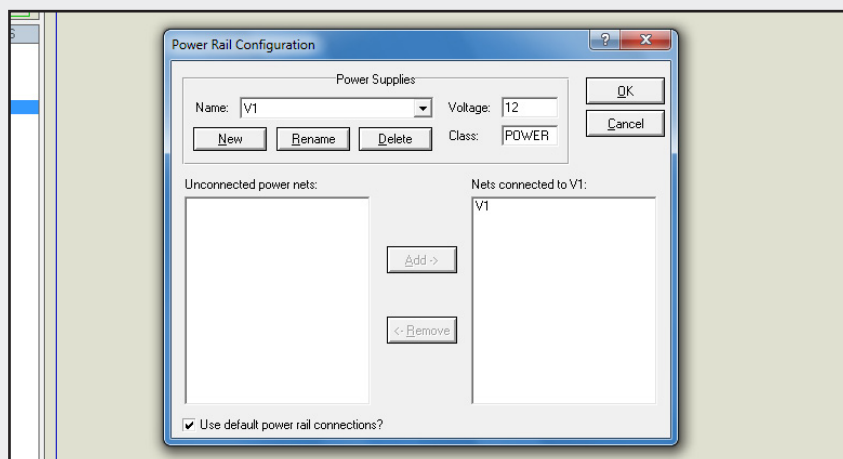 S
Power Rail Configuration
?
Power Supplies
Name: V1
Voltage: 12
OK
New Rename Delete
Class: POWER
Cancel
Unconnected power nets:
Nets connected to V1:
V1
Add ->
<- Remove
Use default power rail connections?